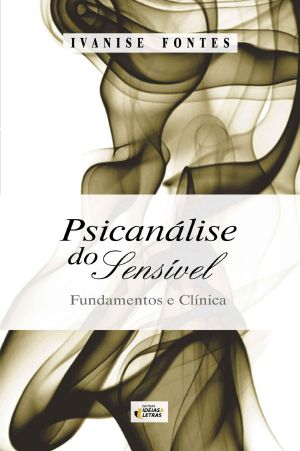 IVANISE FONTES
Psicanálise
do Sensível
Fundamentos e Clínica
IDÉIAS
LETRAS